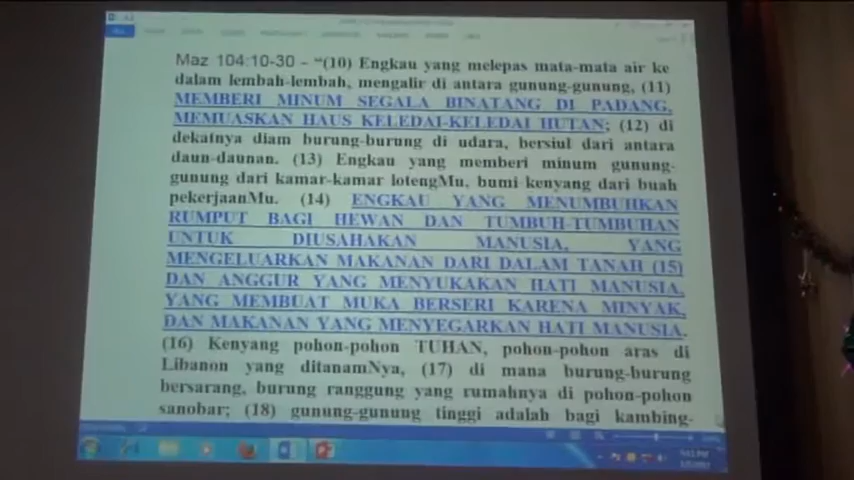 Maz 104:10-30 – “(10) Engkau yang melepas mata-mata air ke
dalam lembah-lembah, mengalir di antara gunung-gunung, (11)
MEMBERI MINUM SEGALA BINATANG DI PADANG,
MEMUASKAN HAUS KELEDAI-KELEDAI HUTAN; (12) di
dekatnya diam burung-burung di udara, bersiul dari antara
daun-daunan. (13) Engkau yang memberi minum gunung-
gunung dari kamar-kamar lotengMu, bumi kenyang dari buah
pekerjaanMu. (14) ENGKAU YANG MENUMBUHKAN
RUMPUT BAGI HEWAN DAN TUMBUH-TUMBUHAN
UNTUK DIUSAHAKAN MANUSIA, YANG
MENGELUARKAN MAKANAN DARI DALAM TANAH (15)
DAN ANGGUR YANG MENYUKAKAN HATI MANUSIA,
YANG MEMBUAT MUKA BERSERI KARENA MINYAK,
DAN MAKANAN YANG MENYEGARKAN HATI MANUSIA.
(16) Kenyang pohon-pohon TUHAN, pohon-pohon aras di
Libanon yang ditanamNya, (17) di mana burung-burung
bersarang, burung ranggung yang rumahnya di pohon-pohon
sanobar; (18) gunung-gunung tinggi adalah bagi kambing-